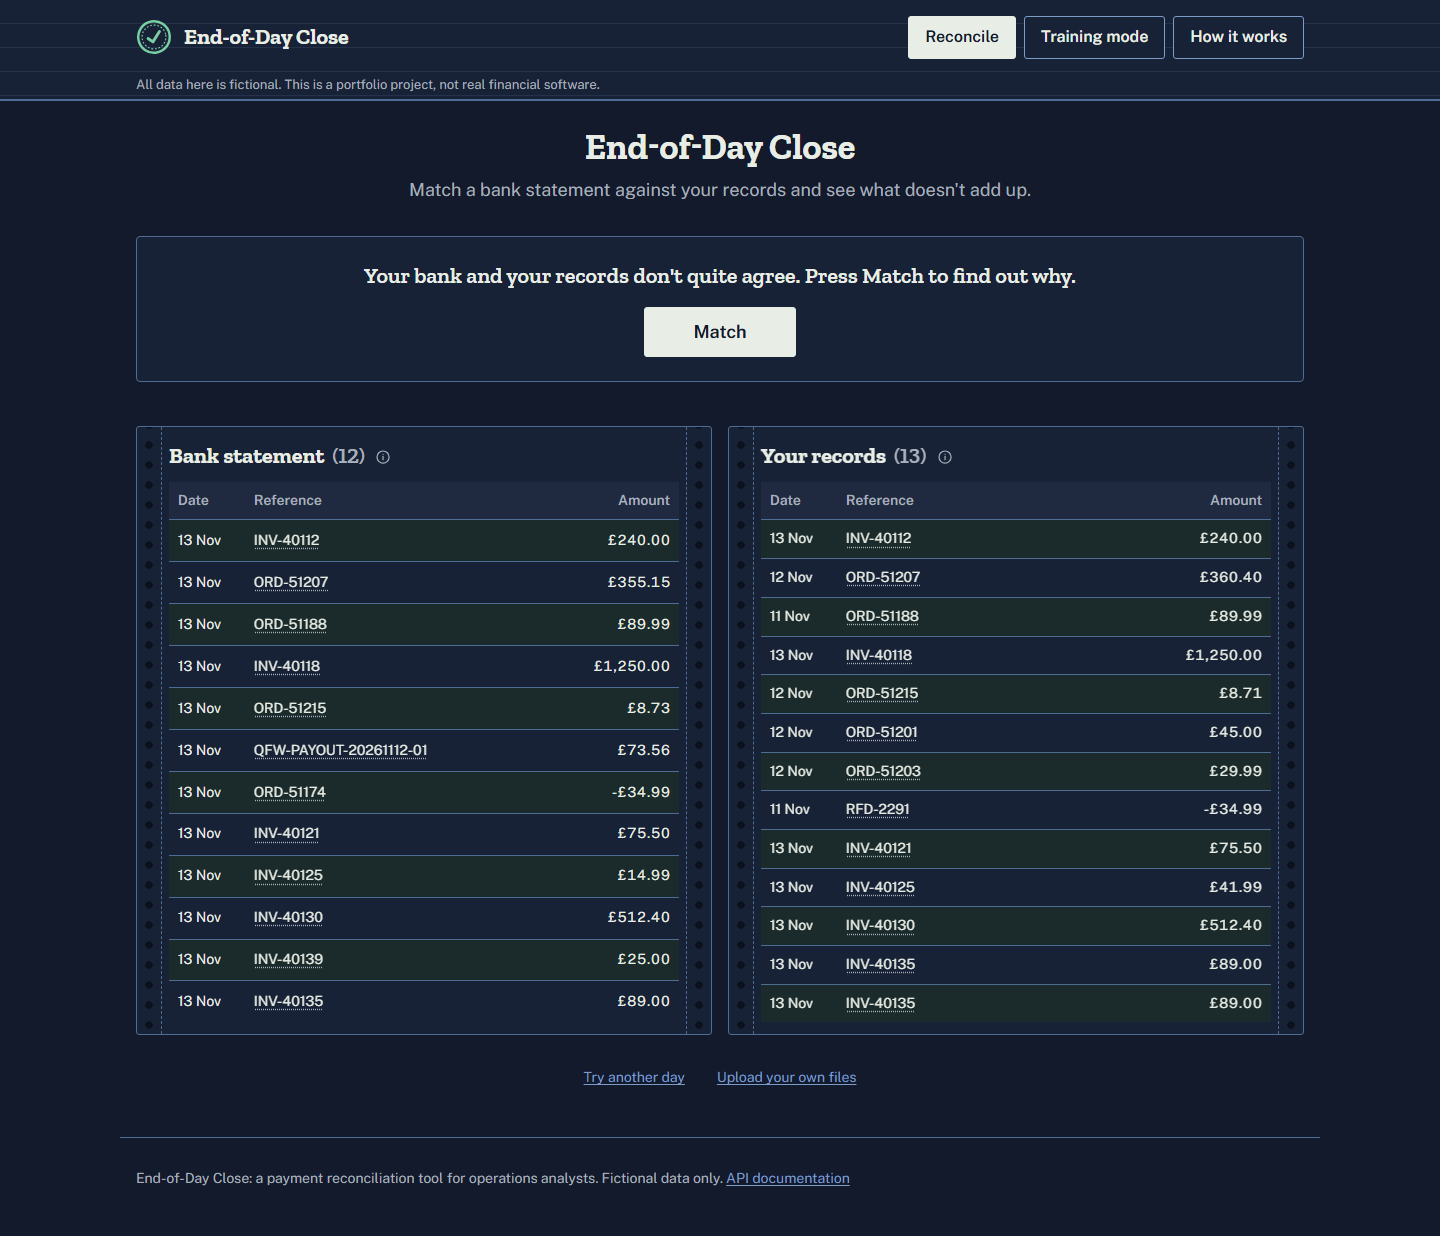 End-of-Day Close
Reconcile
Training mode
How it works
All data here is fictional. This is a portfolio project, not real financial software.
End-of-Day Close
Match a bank statement against your records and see what doesn't add up.
Your bank and your records don't quite agree. Press Match to find out why.
Match
Bank statement (12)
Date Reference Amount
13 Nov INV-40112 £240.00
13 Nov ORD-51207 £355.15
13 Nov ORD-51188 £89.99
13 Nov INV-40118 £1,250.00
13 Nov ORD-51215 £8.73
13 Nov QFW-PAYOUT-20261112-01 £73.56
13 Nov ORD-51174 -£34.99
13 Nov INV-40121 £75.50
13 Nov INV-40125 £14.99
13 Nov INV-40130 £512.40
13 Nov INV-40139 £25.00
13 Nov INV-40135 £89.00
Your records (13)
Date Reference Amount
13 Nov INV-40112 £240.00
12 Nov ORD-51207 £360.40
11 Nov ORD-51188 £89.99
13 Nov INV-40118 £1,250.00
12 Nov ORD-51215 £8.71
12 Nov ORD-51201 £45.00
12 Nov ORD-51203 £29.99
11 Nov RFD-2291 -£34.99
13 Nov INV-40121 £75.50
13 Nov INV-40125 £41.99
13 Nov INV-40130 £512.40
13 Nov INV-40135 £89.00
13 Nov INV-40135 £89.00
Try another day
Upload your own files
End-of-Day Close: a payment reconciliation tool for operations analysts. Fictional data only. API documentation